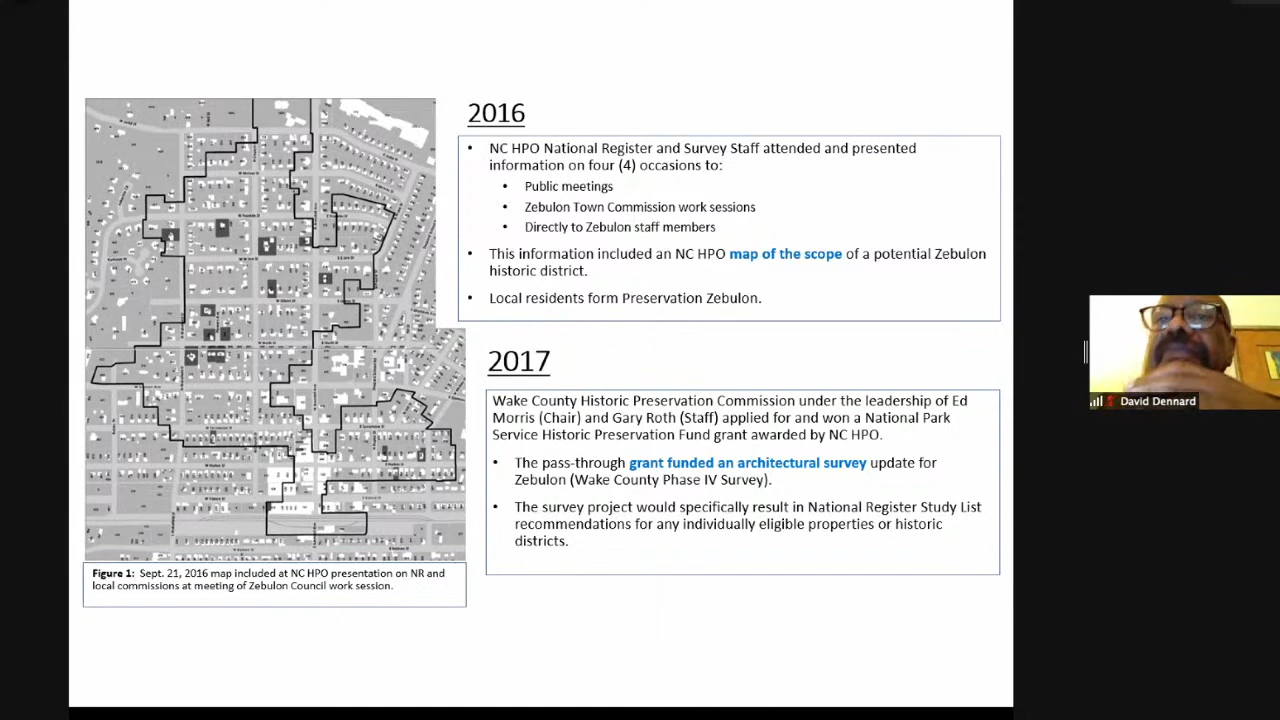 2016
• NC HPO National Register and Survey Staff attended and presented
information on four (4) occasions to:
• Public meetings
• Zebulon Town Commission work sessions
• Directly to Zebulon staff members
• This information included an NC HPO map of the scope of a potential Zebulon
historic district.
• Local residents form Preservation Zebulon.
2017
Wake County Historic Preservation Commission under the leadership of Ed
Morris (Chair) and Gary Roth (Staff) applied for and won a National Park
Service Historic Preservation Fund grant awarded by NC HPO.
• The pass-through grant funded an architectural survey update for
Zebulon (Wake County Phase IV Survey).
• The survey project would specifically result in National Register Study List
recommendations for any individually eligible properties or historic
districts.
Figure 1: Sept. 21, 2016 map included at NC HPO presentation on NR and
local commissions at meeting of Zebulon Council work session.
David Dennard